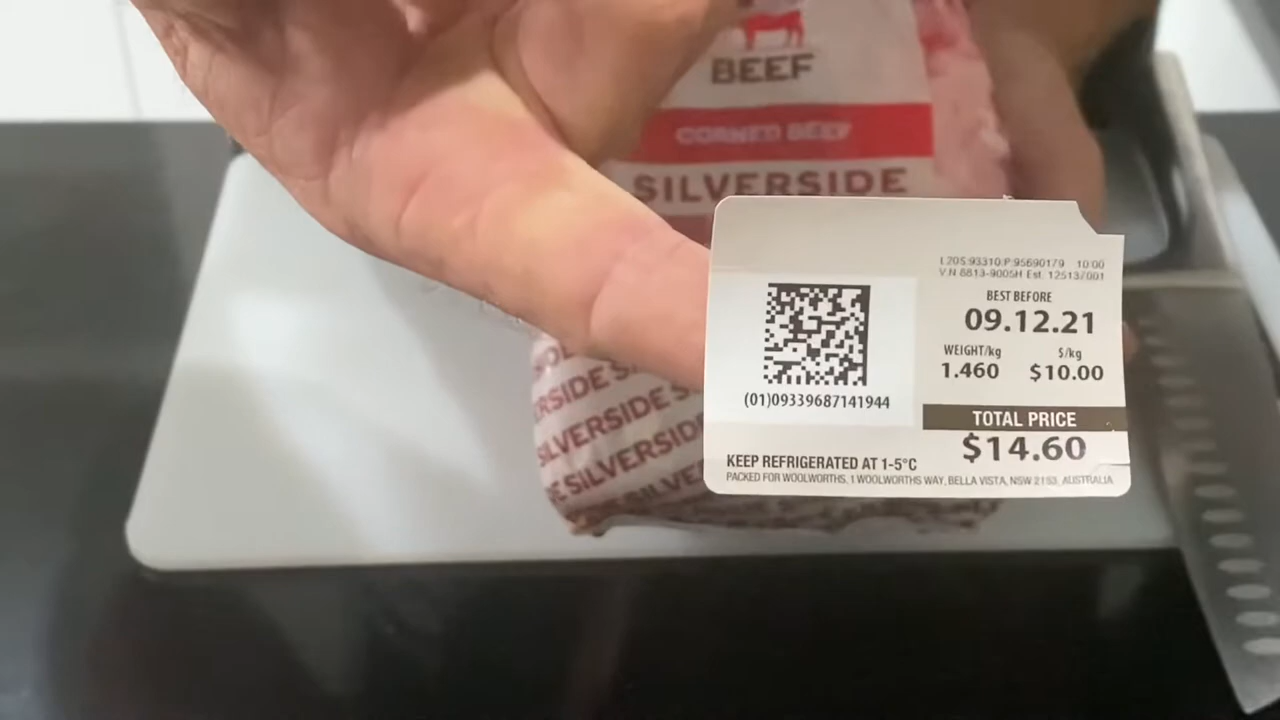 BEEF
CORNED BEEF
SILVERSIDE
L20S:93310:P:95690179 10:00
V.N 8813-9005H Est. 12513/001
BEST BEFORE
09.12.21
WEIGHT/kg $/kg
1.460 $10.00
(01)09339687141944
TOTAL PRICE
$14.60
KEEP REFRIGERATED AT 1-5°C
PACKED FOR WOOLWORTHS, 1 WOOLWORTHS WAY, BELLA VISTA, NSW 2153, AUSTRALIA
SILVERSIDE
SILVERSIDE
SILVERSIDE